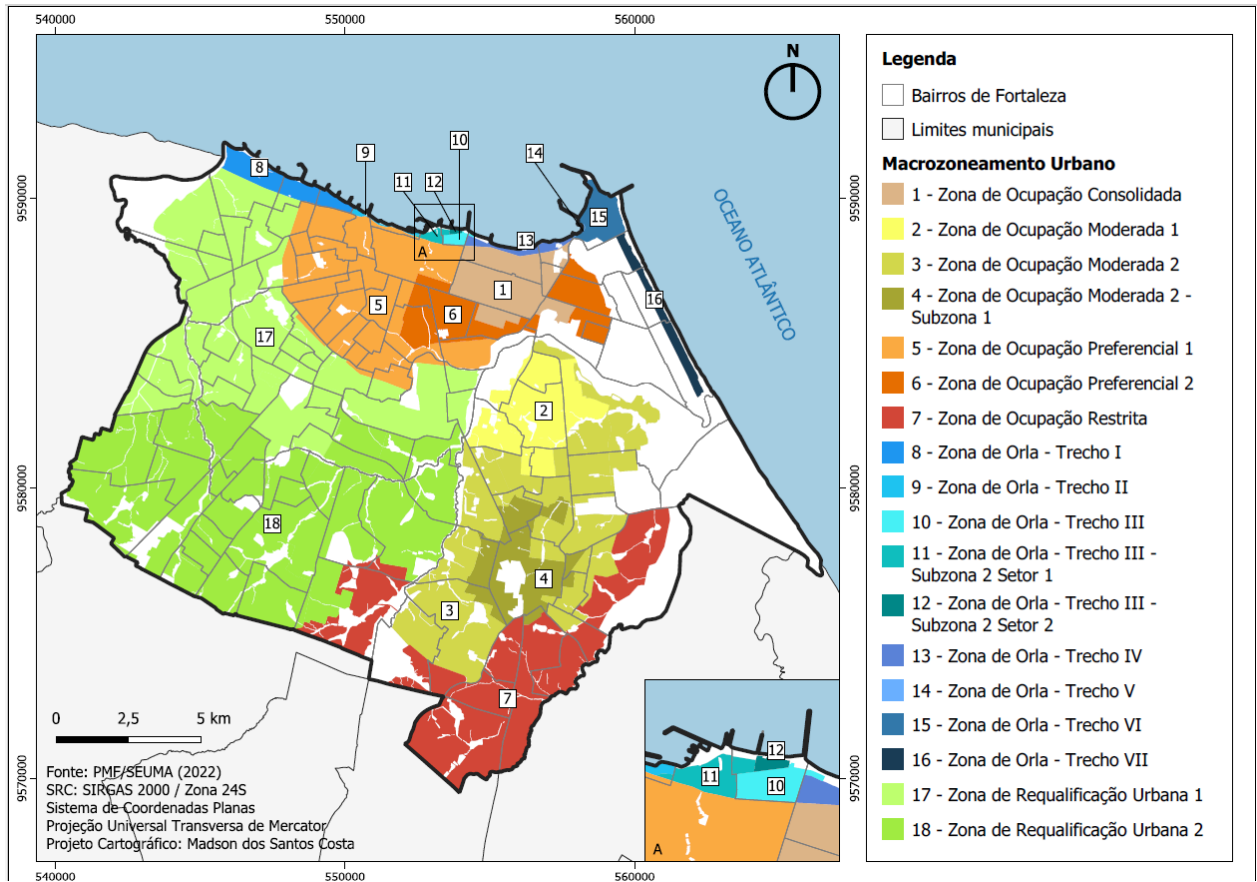 540000
550000
560000
N
9590000
9590000
8
9
10
11
12
14
15
13
A
1
16
5
6
17
OCEANO ATLÂNTICO
2
9580000
9580000
18
4
3
7
0 2,5 5 km
Fonte: PMF/SEUMA (2022)
SRC: SIRGAS 2000 / Zona 24S
Sistema de Coordenadas Planas
Projeção Universal Transversa de Mercator
Projeto Cartográfico: Madson dos Santos Costa
12
11
10
A
9570000
9570000
540000
550000
560000
Legenda
Bairros de Fortaleza
Limites municipais
Macrozoneamento Urbano
1 - Zona de Ocupação Consolidada
2 - Zona de Ocupação Moderada 1
3 - Zona de Ocupação Moderada 2
4 - Zona de Ocupação Moderada 2 -
Subzona 1
5 - Zona de Ocupação Preferencial 1
6 - Zona de Ocupação Preferencial 2
7 - Zona de Ocupação Restrita
8 - Zona de Orla - Trecho I
9 - Zona de Orla - Trecho II
10 - Zona de Orla - Trecho III
11 - Zona de Orla - Trecho III -
Subzona 2 Setor 1
12 - Zona de Orla - Trecho III -
Subzona 2 Setor 2
13 - Zona de Orla - Trecho IV
14 - Zona de Orla - Trecho V
15 - Zona de Orla - Trecho VI
16 - Zona de Orla - Trecho VII
17 - Zona de Requalificação Urbana 1
18 - Zona de Requalificação Urbana 2